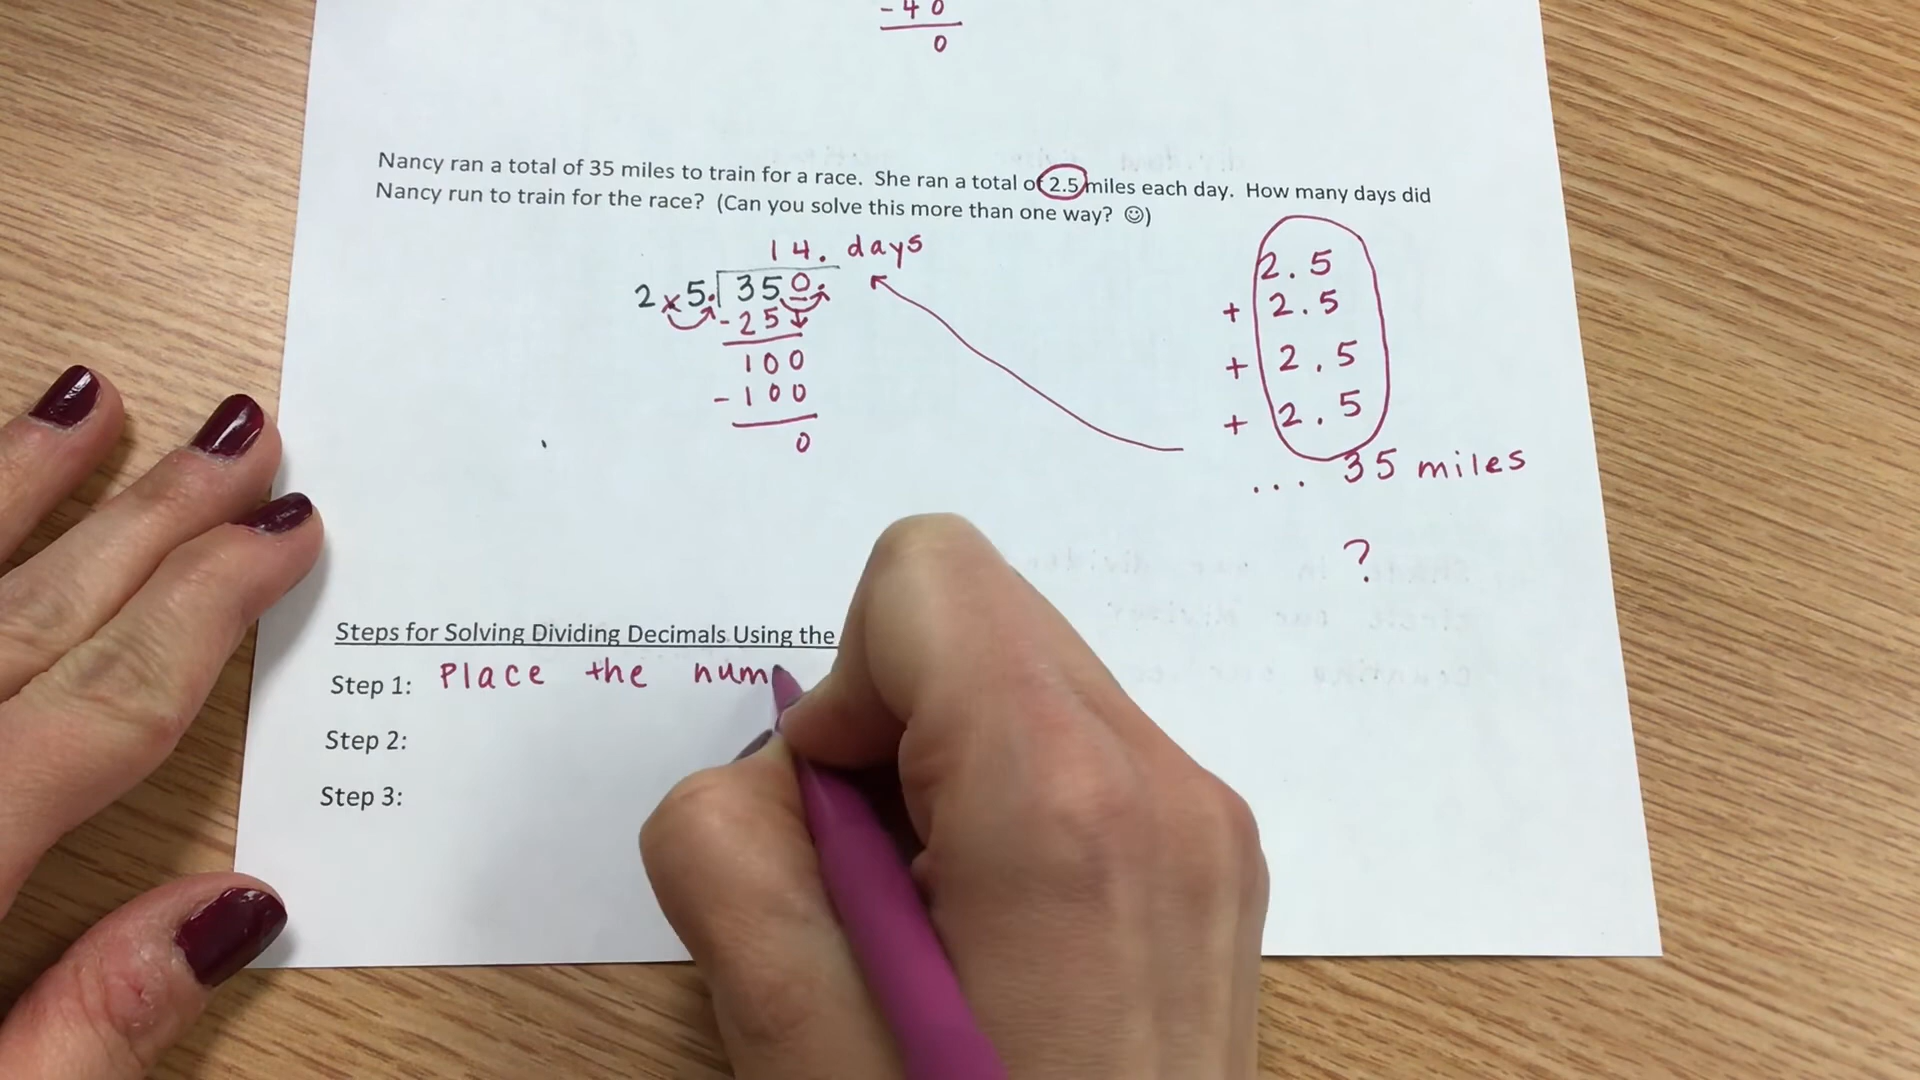 - 40
0
Nancy ran a total of 35 miles to train for a race. She ran a total of 2.5 miles each day. How many days did
Nancy run to train for the race? (Can you solve this more than one way? ☺)
14. days
2 5. 350.
- 25
100
- 100
0
2.5
+ 2.5
+ 2.5
+ 2.5
... 35 miles
?
Steps for Solving Dividing Decimals Using the
Step 1: Place the num
Step 2:
Step 3: